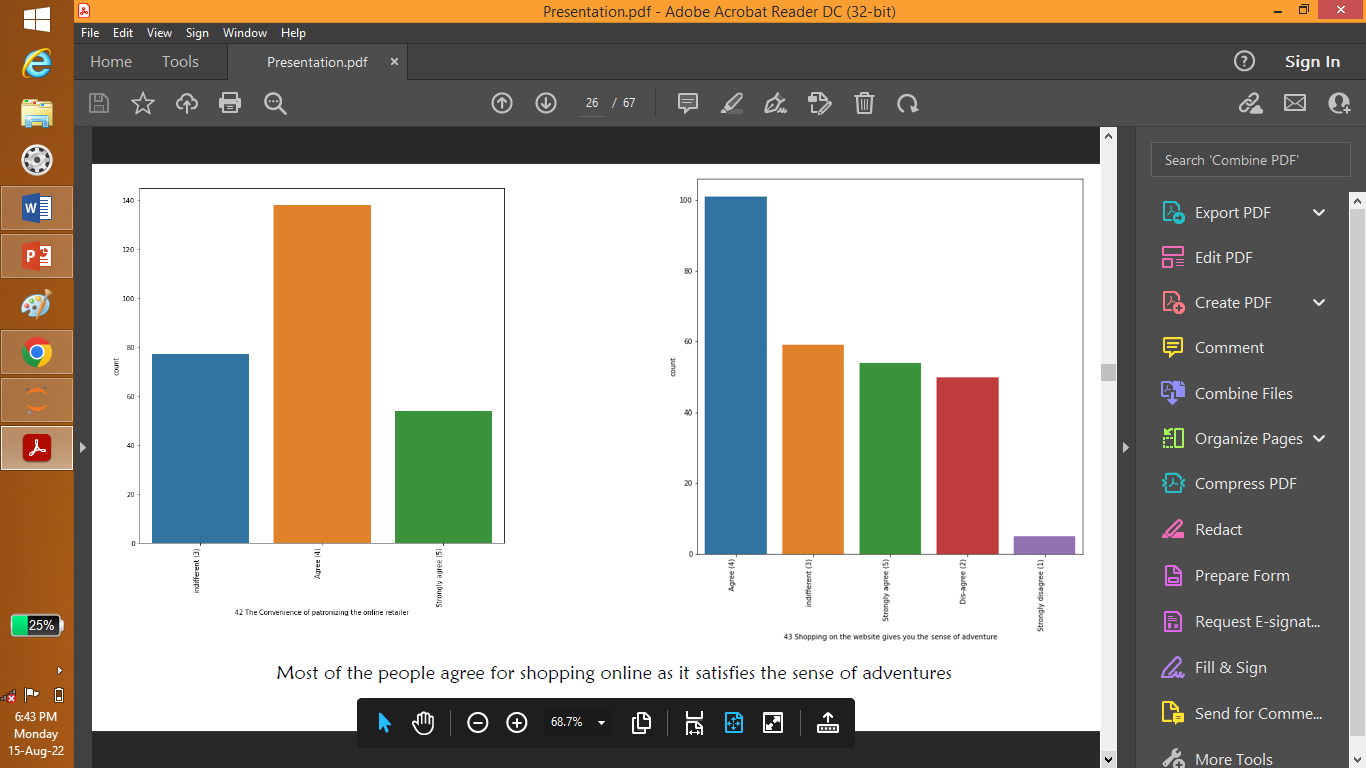 Presentation.pdf - Adobe Acrobat Reader DC (32-bit)
File Edit View Sign Window Help
Home Tools Presentation.pdf × Sign In
26 / 67
Search 'Combine PDF'
Export PDF
Edit PDF
Create PDF
Comment
Combine Files
Organize Pages
Compress PDF
Redact
Prepare Form
Request E-signat...
Fill & Sign
Send for Comme...
More Tools
140
120
100
80
60
40
20
0
count
indifferent (3)
Agree (4)
Strongly agree (5)
42 The Convenience of patronizing the online retailer
100
80
60
40
20
0
count
Agree (4)
indifferent (3)
Strongly agree (5)
Dis-agree (2)
Strongly disagree (1)
43 Shopping on the website gives you the sense of adventure
Most of the people agree for shopping online as it satisfies the sense of adventures
68.7%
25%
6:43 PM
Monday
15-Aug-22